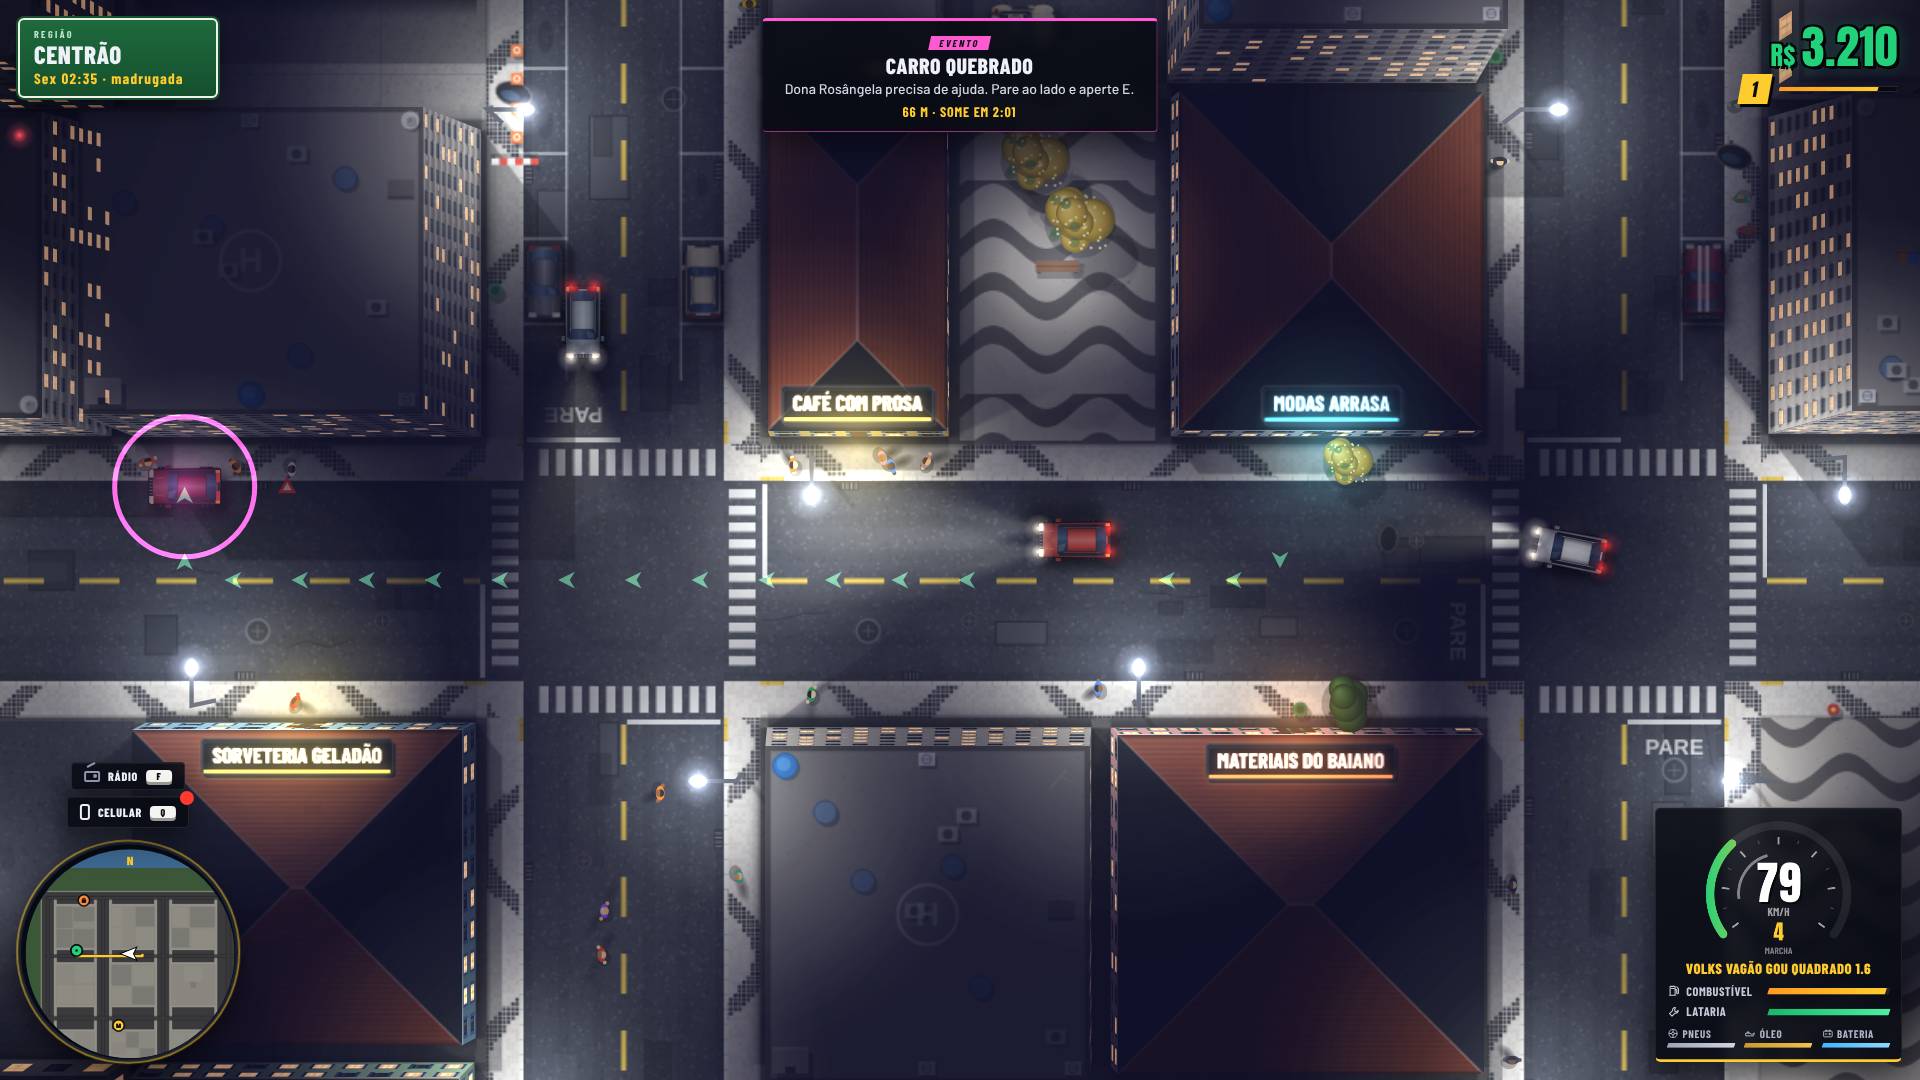 REGIÃO
CENTRÃO
Sex 02:35 · madrugada
EVENTO
CARRO QUEBRADO
Dona Rosângela precisa de ajuda. Pare ao lado e aperte E.
66 M · SOME EM 2:01
R$ 3.210
1
H
PARE
CAFÉ COM PROSA
MODAS ARRASA
PARE
SORVETERIA GELADÃO
MATERIAIS DO BAIANO
PARE
RÁDIO F
CELULAR Q
N
M
H
79
KM/H
4
MARCHA
VOLKS VAGÃO GOU QUADRADO 1.6
COMBUSTÍVEL
LATARIA
PNEUS ÓLEO BATERIA